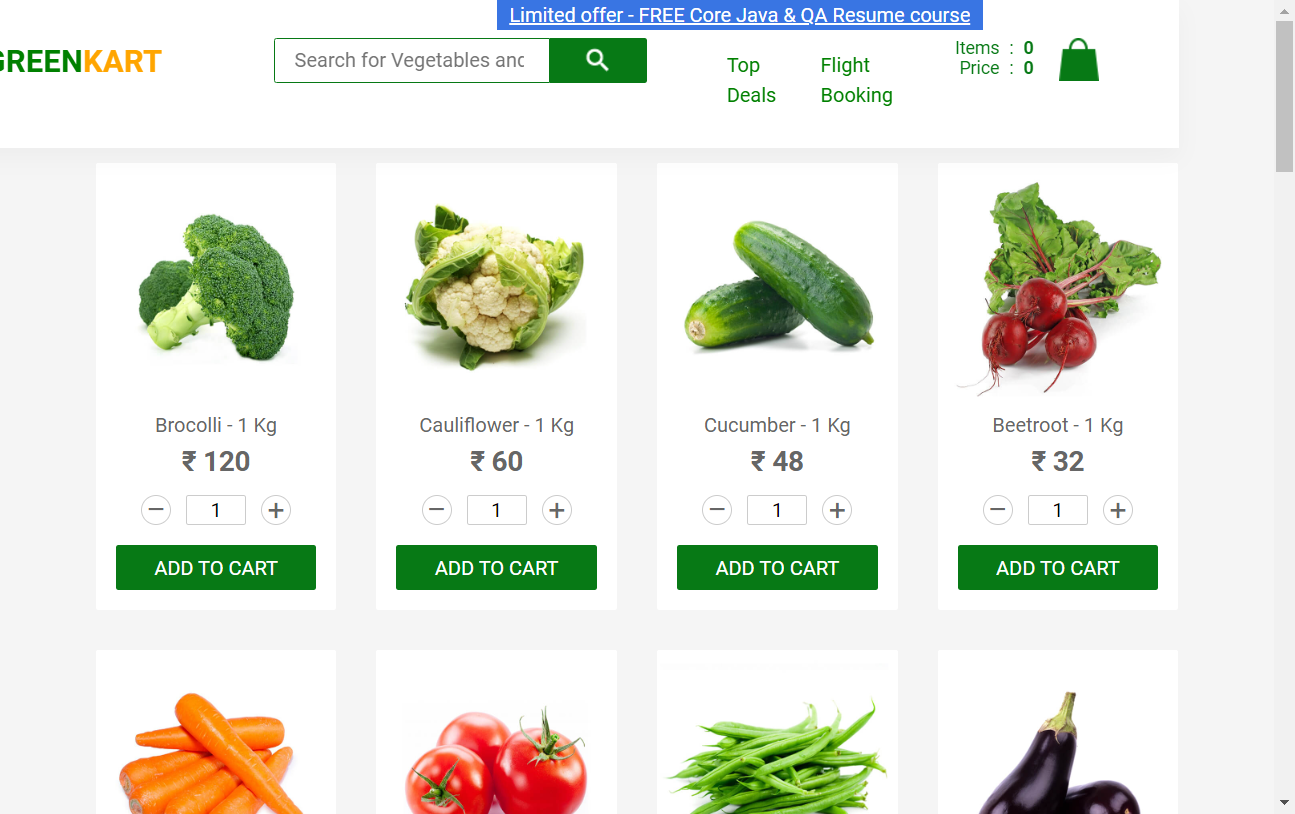 Limited offer - FREE Core Java & QA Resume course
GREENKART
Search for Vegetables and
Top
Deals
Flight
Booking
Items : 0
Price : 0
Brocolli - 1 Kg
₹ 120
− 1 +
ADD TO CART
Cauliflower - 1 Kg
₹ 60
− 1 +
ADD TO CART
Cucumber - 1 Kg
₹ 48
− 1 +
ADD TO CART
Beetroot - 1 Kg
₹ 32
− 1 +
ADD TO CART